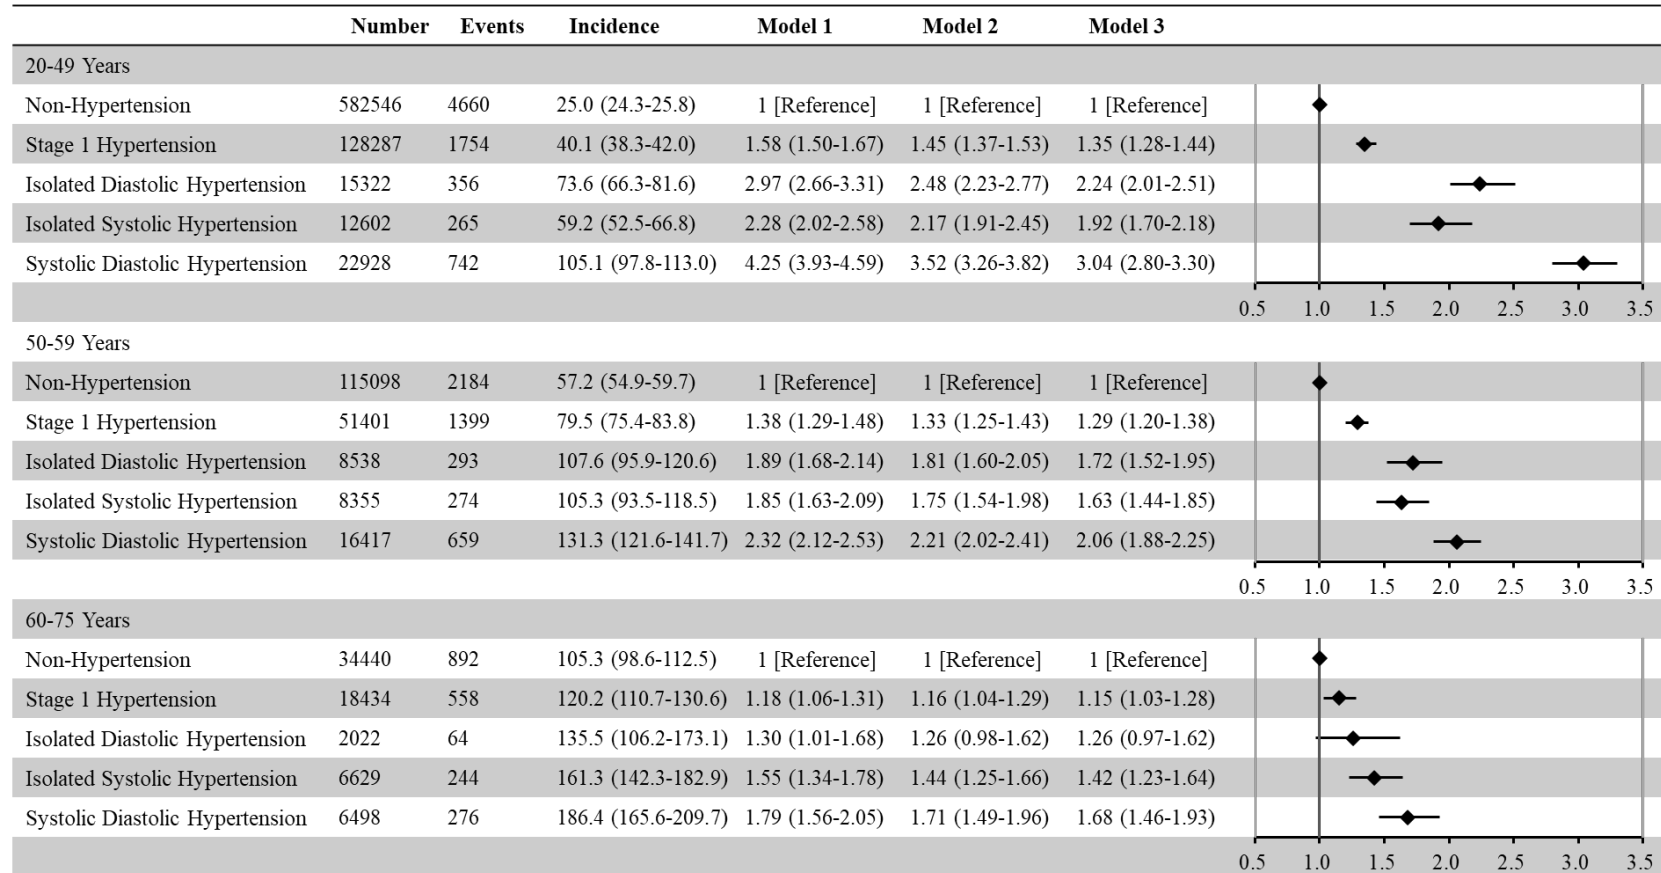 Number Events Incidence Model 1 Model 2 Model 3
20-49 Years
Non-Hypertension 582546 4660 25.0 (24.3-25.8) 1 [Reference] 1 [Reference] 1 [Reference]
Stage 1 Hypertension 128287 1754 40.1 (38.3-42.0) 1.58 (1.50-1.67) 1.45 (1.37-1.53) 1.35 (1.28-1.44)
Isolated Diastolic Hypertension 15322 356 73.6 (66.3-81.6) 2.97 (2.66-3.31) 2.48 (2.23-2.77) 2.24 (2.01-2.51)
Isolated Systolic Hypertension 12602 265 59.2 (52.5-66.8) 2.28 (2.02-2.58) 2.17 (1.91-2.45) 1.92 (1.70-2.18)
Systolic Diastolic Hypertension 22928 742 105.1 (97.8-113.0) 4.25 (3.93-4.59) 3.52 (3.26-3.82) 3.04 (2.80-3.30)
0.5 1.0 1.5 2.0 2.5 3.0 3.5
50-59 Years
Non-Hypertension 115098 2184 57.2 (54.9-59.7) 1 [Reference] 1 [Reference] 1 [Reference]
Stage 1 Hypertension 51401 1399 79.5 (75.4-83.8) 1.38 (1.29-1.48) 1.33 (1.25-1.43) 1.29 (1.20-1.38)
Isolated Diastolic Hypertension 8538 293 107.6 (95.9-120.6) 1.89 (1.68-2.14) 1.81 (1.60-2.05) 1.72 (1.52-1.95)
Isolated Systolic Hypertension 8355 274 105.3 (93.5-118.5) 1.85 (1.63-2.09) 1.75 (1.54-1.98) 1.63 (1.44-1.85)
Systolic Diastolic Hypertension 16417 659 131.3 (121.6-141.7) 2.32 (2.12-2.53) 2.21 (2.02-2.41) 2.06 (1.88-2.25)
0.5 1.0 1.5 2.0 2.5 3.0 3.5
60-75 Years
Non-Hypertension 34440 892 105.3 (98.6-112.5) 1 [Reference] 1 [Reference] 1 [Reference]
Stage 1 Hypertension 18434 558 120.2 (110.7-130.6) 1.18 (1.06-1.31) 1.16 (1.04-1.29) 1.15 (1.03-1.28)
Isolated Diastolic Hypertension 2022 64 135.5 (106.2-173.1) 1.30 (1.01-1.68) 1.26 (0.98-1.62) 1.26 (0.97-1.62)
Isolated Systolic Hypertension 6629 244 161.3 (142.3-182.9) 1.55 (1.34-1.78) 1.44 (1.25-1.66) 1.42 (1.23-1.64)
Systolic Diastolic Hypertension 6498 276 186.4 (165.6-209.7) 1.79 (1.56-2.05) 1.71 (1.49-1.96) 1.68 (1.46-1.93)
0.5 1.0 1.5 2.0 2.5 3.0 3.5